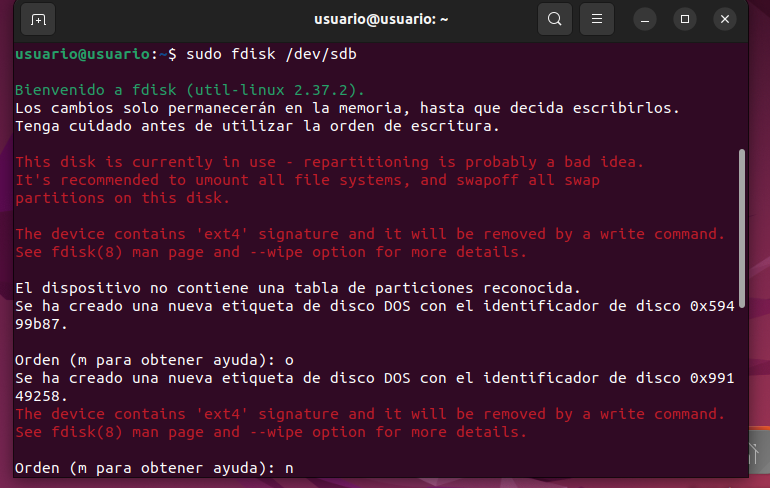 usuario@usuario: ~
usuario@usuario:~$ sudo fdisk /dev/sdb
Bienvenido a fdisk (util-linux 2.37.2).
Los cambios solo permanecerán en la memoria, hasta que decida escribirlos.
Tenga cuidado antes de utilizar la orden de escritura.
This disk is currently in use - repartitioning is probably a bad idea.
It's recommended to umount all file systems, and swapoff all swap
partitions on this disk.
The device contains 'ext4' signature and it will be removed by a write command.
See fdisk(8) man page and --wipe option for more details.
El dispositivo no contiene una tabla de particiones reconocida.
Se ha creado una nueva etiqueta de disco DOS con el identificador de disco 0x594
99b87.
Orden (m para obtener ayuda): o
Se ha creado una nueva etiqueta de disco DOS con el identificador de disco 0x991
49258.
The device contains 'ext4' signature and it will be removed by a write command.
See fdisk(8) man page and --wipe option for more details.
Orden (m para obtener ayuda): n